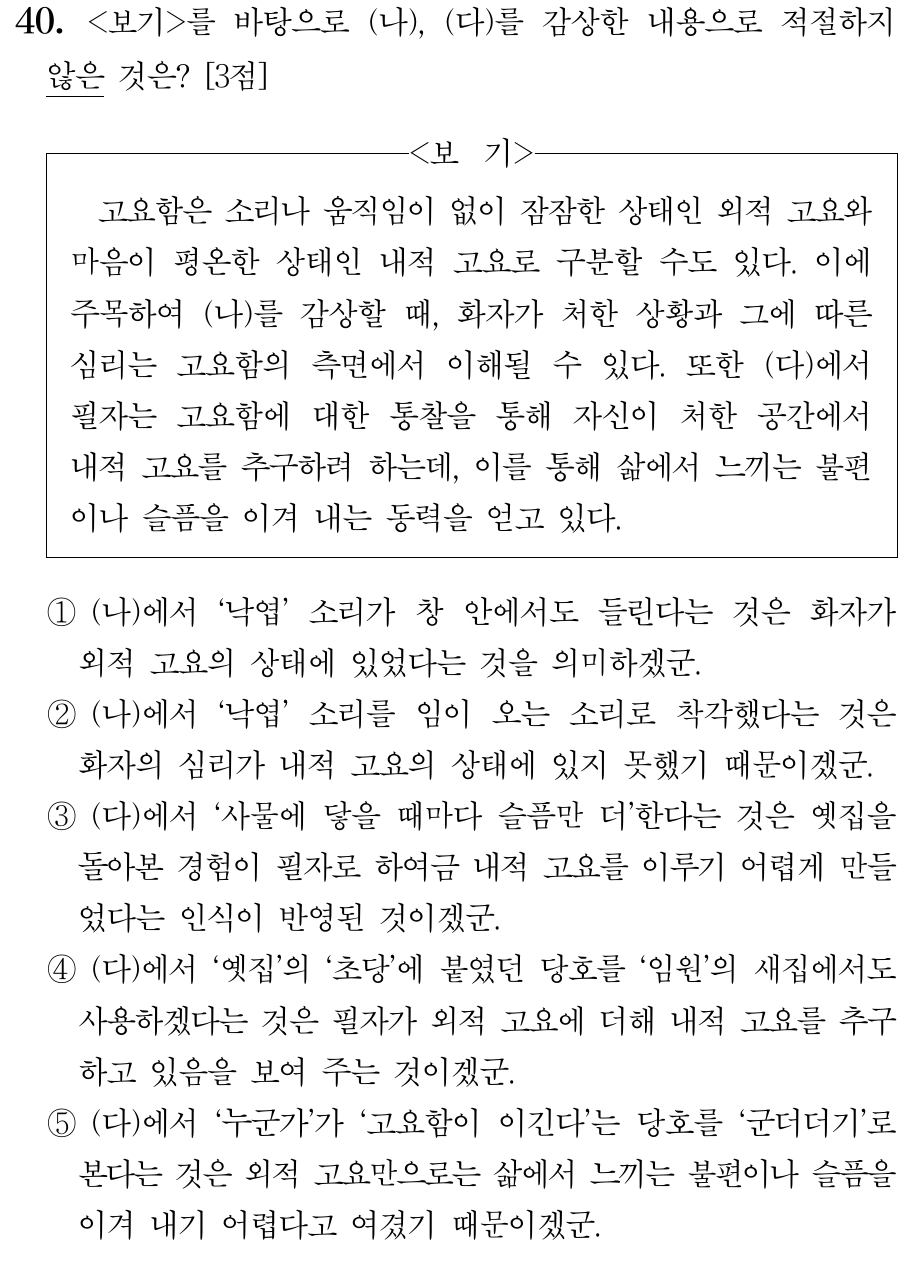 40. <보기>를 바탕으로 (나), (다)를 감상한 내용으로 적절하지
않은 것은? [3점]
<보 기>
고요함은 소리나 움직임이 없이 잠잠한 상태인 외적 고요와
마음이 평온한 상태인 내적 고요로 구분할 수도 있다. 이에
주목하여 (나)를 감상할 때, 화자가 처한 상황과 그에 따른
심리는 고요함의 측면에서 이해될 수 있다. 또한 (다)에서
필자는 고요함에 대한 통찰을 통해 자신이 처한 공간에서
내적 고요를 추구하려 하는데, 이를 통해 삶에서 느끼는 불편
이나 슬픔을 이겨 내는 동력을 얻고 있다.
① (나)에서 ‘낙엽’ 소리가 창 안에서도 들린다는 것은 화자가
외적 고요의 상태에 있었다는 것을 의미하겠군.
② (나)에서 ‘낙엽’ 소리를 임이 오는 소리로 착각했다는 것은
화자의 심리가 내적 고요의 상태에 있지 못했기 때문이겠군.
③ (다)에서 ‘사물에 닿을 때마다 슬픔만 더’한다는 것은 옛집을
돌아본 경험이 필자로 하여금 내적 고요를 이루기 어렵게 만들
었다는 인식이 반영된 것이겠군.
④ (다)에서 ‘옛집’의 ‘초당’에 붙였던 당호를 ‘임원’의 새집에서도
사용하겠다는 것은 필자가 외적 고요에 더해 내적 고요를 추구
하고 있음을 보여 주는 것이겠군.
⑤ (다)에서 ‘누군가’가 ‘고요함이 이긴다’는 당호를 ‘군더더기’로
본다는 것은 외적 고요만으로는 삶에서 느끼는 불편이나 슬픔을
이겨 내기 어렵다고 여겼기 때문이겠군.